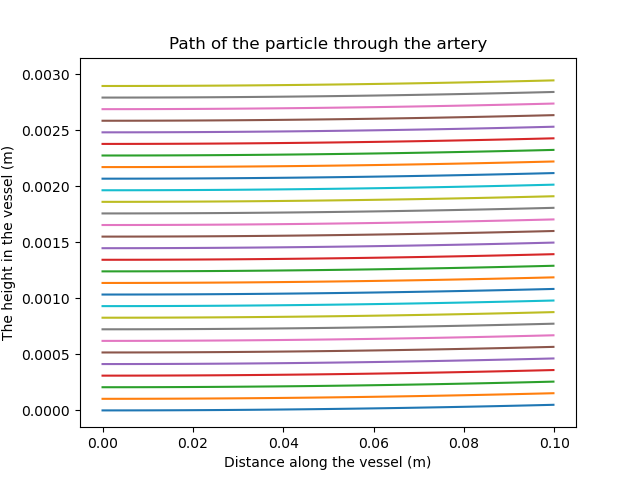 Path of the particle through the artery
The height in the vessel (m)
0.0030
0.0025
0.0020
0.0015
0.0010
0.0005
0.0000
0.00 0.02 0.04 0.06 0.08 0.10
Distance along the vessel (m)